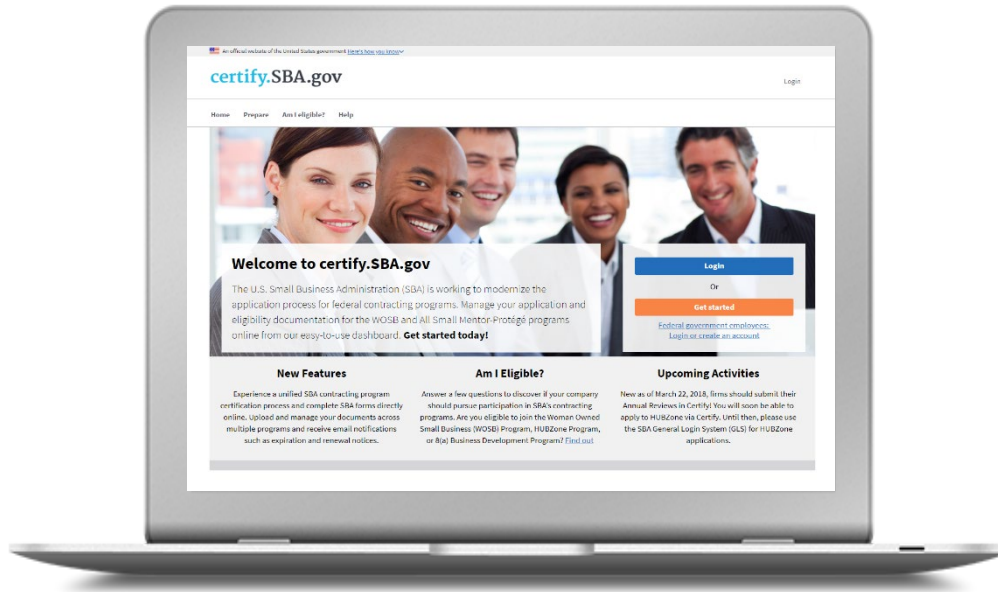 An official website of the United States government Here's how you know
certify.SBA.gov
Login
Home Prepare Am I eligible? Help
Welcome to certify.SBA.gov
The U.S. Small Business Administration (SBA) is working to modernize the
application process for federal contracting programs. Manage your application and
eligibility documentation for the WOSB and All Small Mentor-Protégé programs
online from our easy-to-use dashboard. Get started today!
Login
Or
Get started
Federal government employees:
Login or create an account
New Features
Experience a unified SBA contracting program
certification process and complete SBA forms directly
online. Upload and manage your documents across
multiple programs and receive email notifications
such as expiration and renewal notices.
Am I Eligible?
Answer a few questions to discover if your company
should pursue participation in SBA's contracting
programs. Are you eligible to join the Woman Owned
Small Business (WOSB) Program, HUBZone Program,
or 8(a) Business Development Program? Find out
Upcoming Activities
New as of March 22, 2018, firms should submit their
Annual Reviews in Certify! You will soon be able to
apply to HUBZone via Certify. Until then, please use
the SBA General Login System (GLS) for HUBZone
applications.